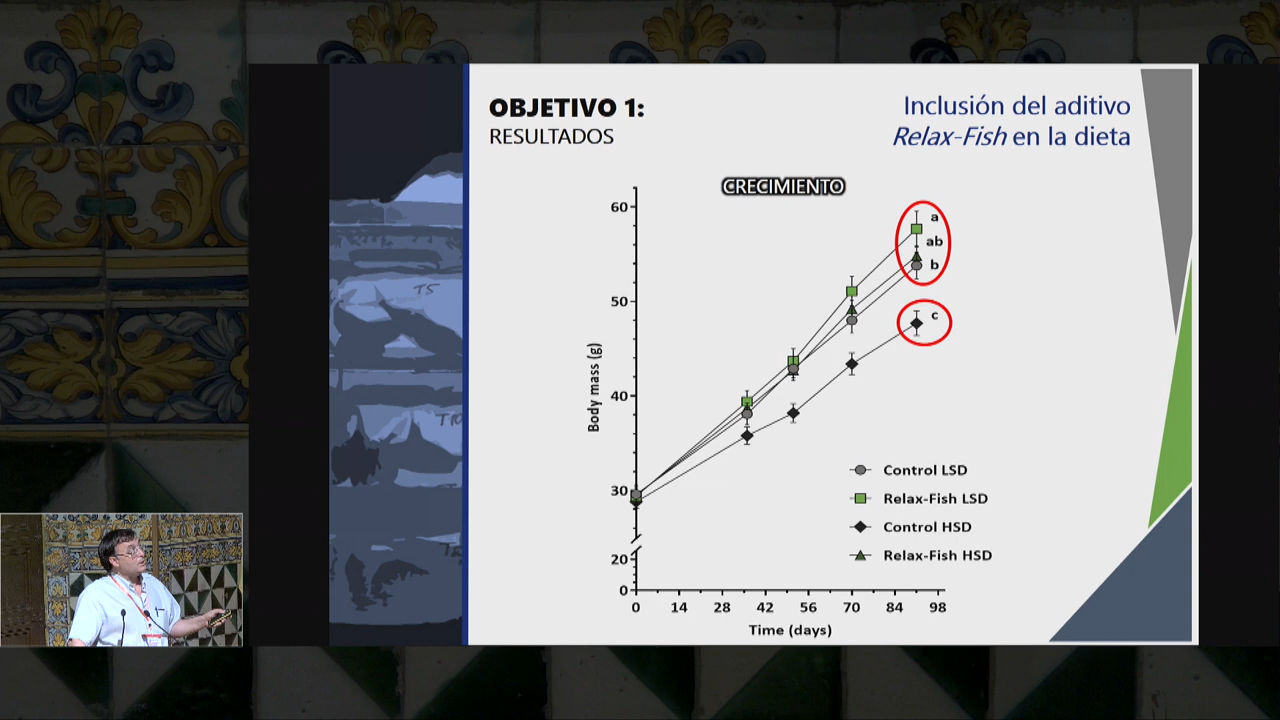 OBJETIVO 1:
RESULTADOS
Inclusión del aditivo
Relax-Fish en la dieta
CRECIMIENTO
60
50
40
30
20
0
Body mass (g)
a
ab
b
c
Control LSD
Relax-Fish LSD
Control HSD
Relax-Fish HSD
0 14 28 42 56 70 84 98
Time (days)
T5